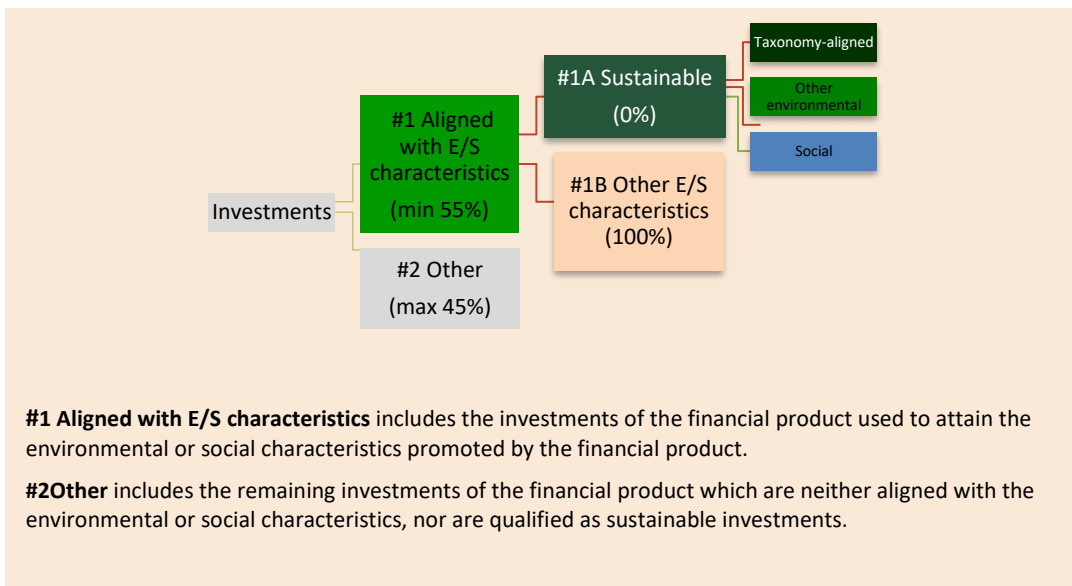 Investments
#1 Aligned
with E/S
characteristics
(min 55%)
#2 Other
(max 45%)
#1A Sustainable
(0%)
#1B Other E/S
characteristics
(100%)
Taxonomy-aligned
Other
environmental
Social
#1 Aligned with E/S characteristics includes the investments of the financial product used to attain the
environmental or social characteristics promoted by the financial product.
#2Other includes the remaining investments of the financial product which are neither aligned with the
environmental or social characteristics, nor are qualified as sustainable investments.